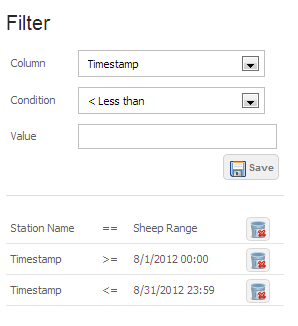 Filter
Column Timestamp
Condition < Less than
Value
Save
Station Name == Sheep Range
Timestamp >= 8/1/2012 00:00
Timestamp <= 8/31/2012 23:59